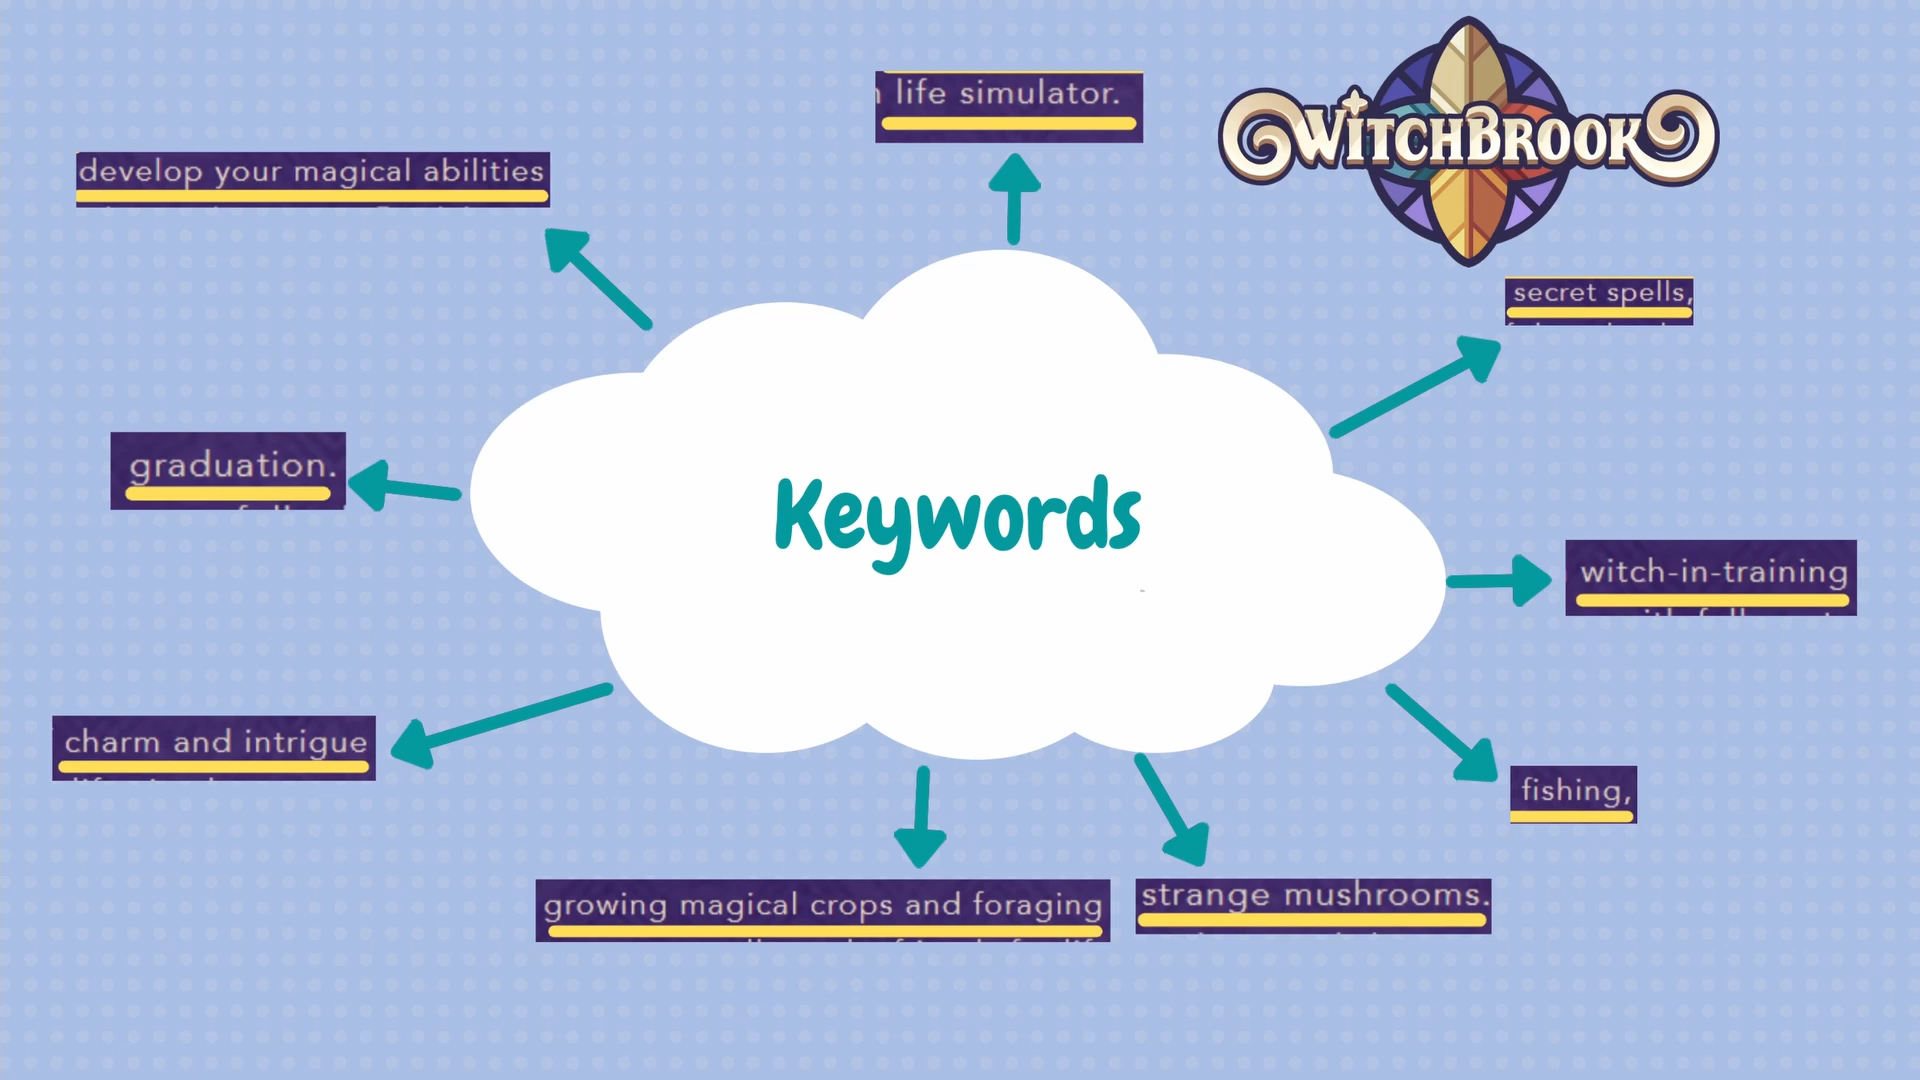 life simulator.
WITCHBROOK
develop your magical abilities
secret spells,
graduation.
Keywords
witch-in-training
charm and intrigue
fishing,
growing magical crops and foraging
strange mushrooms.